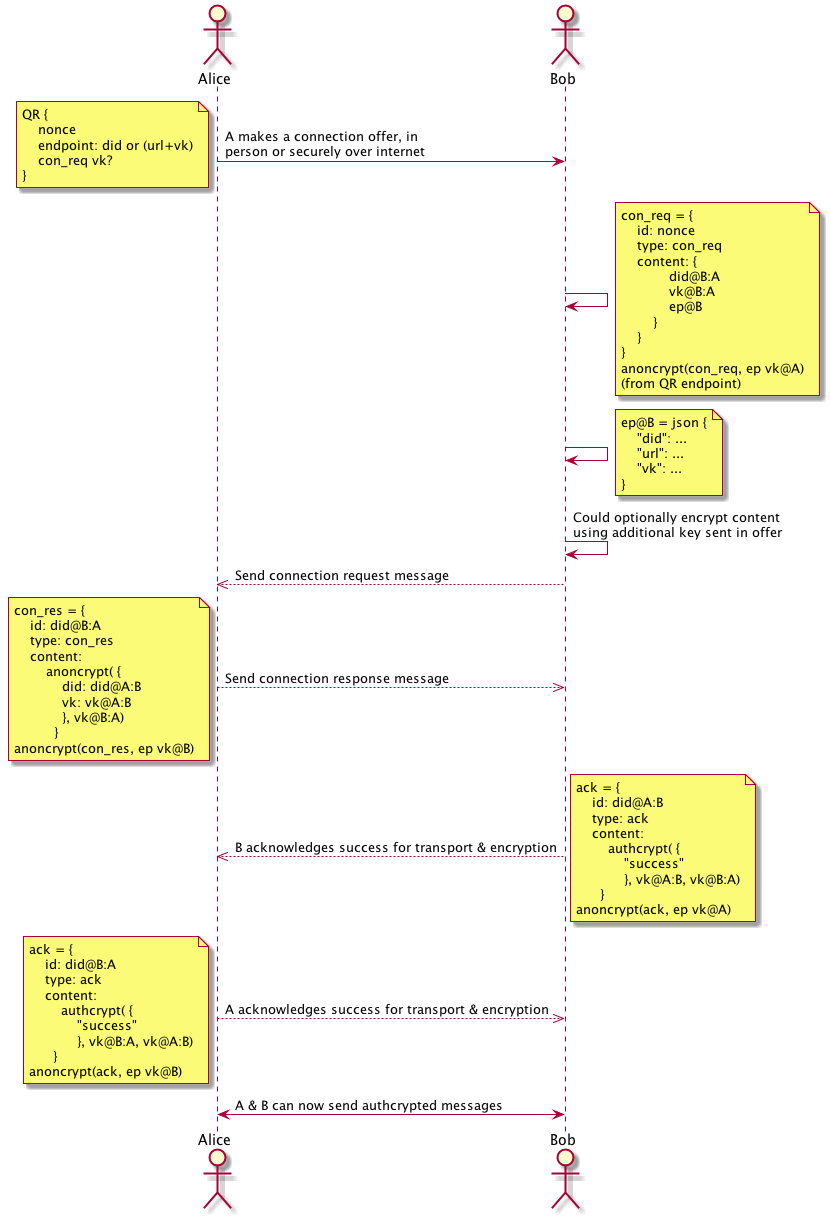 Alice
Bob
QR {
nonce
endpoint: did or (url+vk)
con_req vk?
}
A makes a connection offer, in
person or securely over internet
con_req = {
id: nonce
type: con_req
content: {
did@B:A
vk@B:A
ep@B
}
}
}
anoncrypt(con_req, ep vk@A)
(from QR endpoint)
ep@B = json {
"did": ...
"url": ...
"vk": ...
}
Could optionally encrypt content
using additional key sent in offer
Send connection request message
con_res = {
id: did@B:A
type: con_res
content:
anoncrypt( {
did: did@A:B
vk: vk@A:B
}, vk@B:A)
}
anoncrypt(con_res, ep vk@B)
Send connection response message
ack = {
id: did@A:B
type: ack
content:
authcrypt( {
"success"
}, vk@A:B, vk@B:A)
}
anoncrypt(ack, ep vk@A)
B acknowledges success for transport & encryption
ack = {
id: did@B:A
type: ack
content:
authcrypt( {
"success"
}, vk@B:A, vk@A:B)
}
anoncrypt(ack, ep vk@B)
A acknowledges success for transport & encryption
A & B can now send authcrypted messages
Alice
Bob